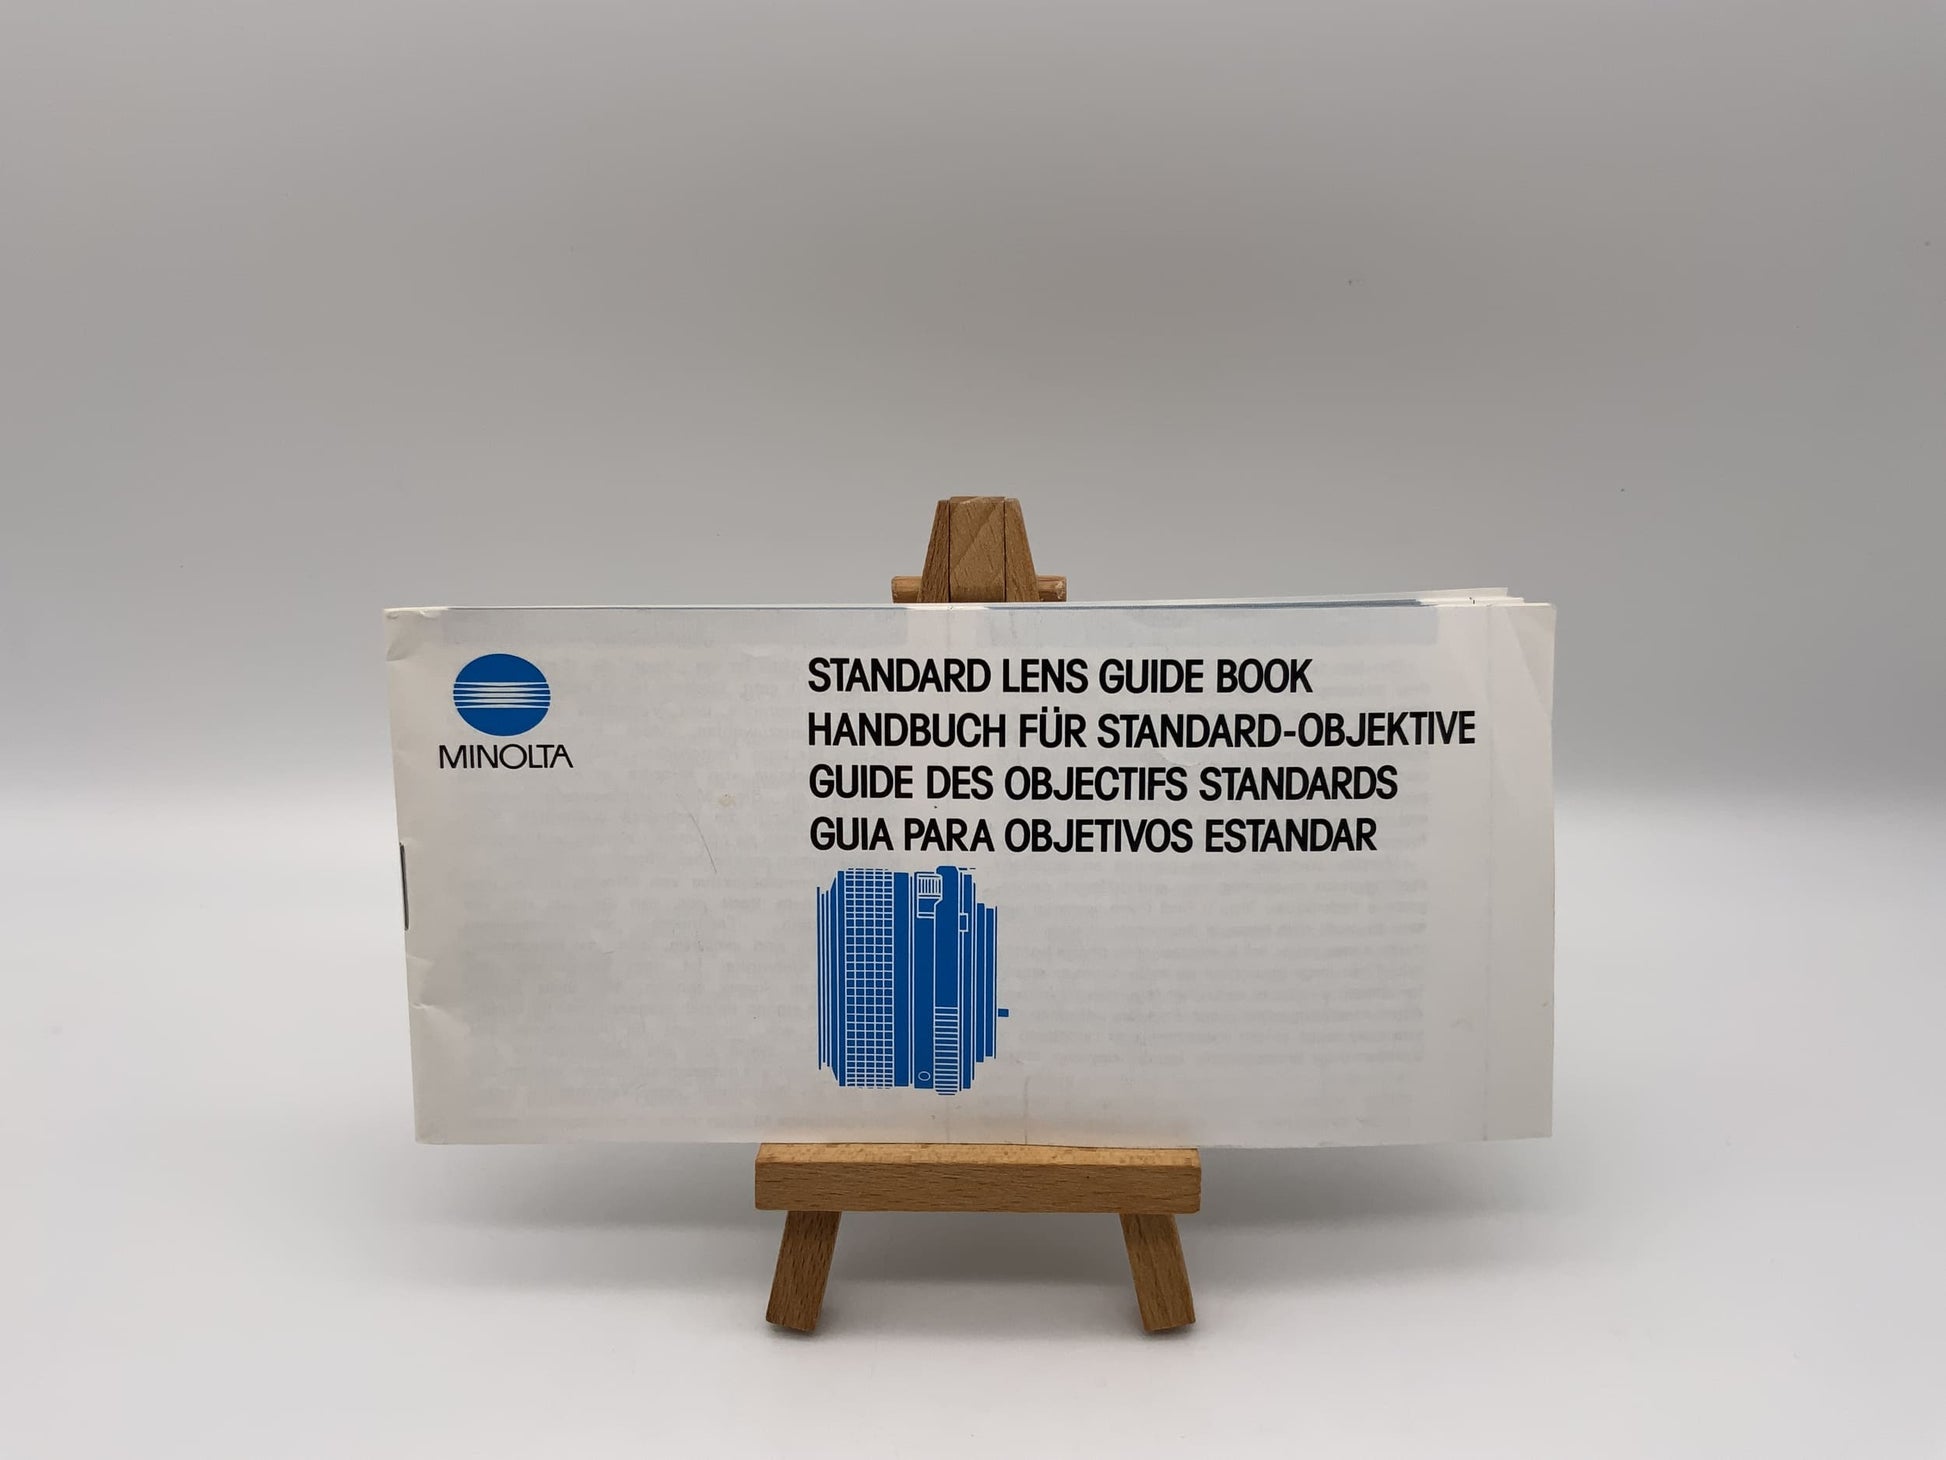 MINOLTA
STANDARD LENS GUIDE BOOK
HANDBUCH FÜR STANDARD-OBJEKTIVE
GUIDE DES OBJECTIFS STANDARDS
GUIA PARA OBJETIVOS ESTANDAR